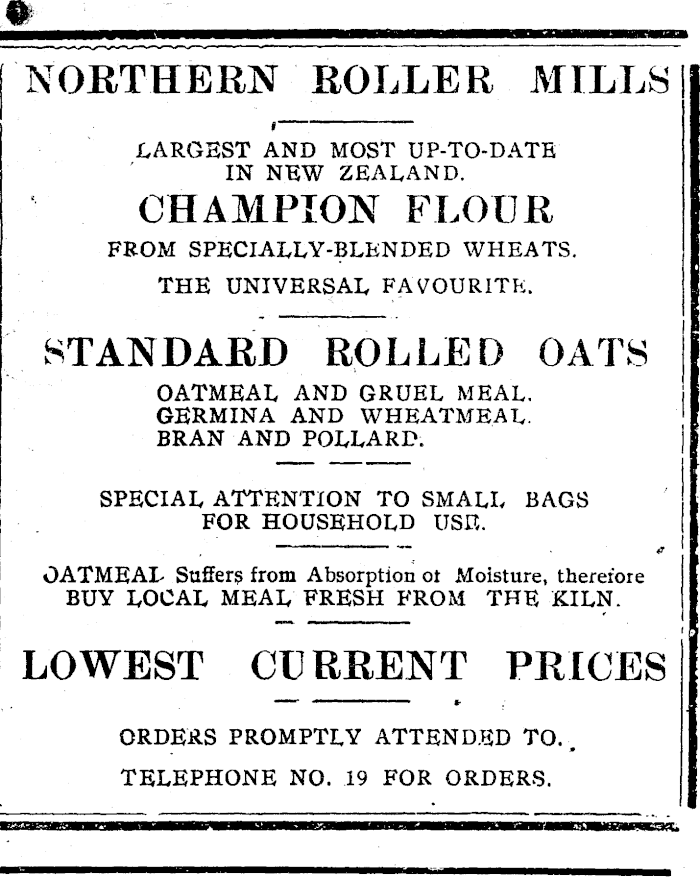 NORTHERN ROLLER MILLS
LARGEST AND MOST UP-TO-DATE
IN NEW ZEALAND.
CHAMPION FLOUR
FROM SPECIALLY-BLENDED WHEATS.
THE UNIVERSAL FAVOURITE.
STANDARD ROLLED OATS
OATMEAL AND GRUEL MEAL.
GERMINA AND WHEATMEAL.
BRAN AND POLLARD.
SPECIAL ATTENTION TO SMALL BAGS
FOR HOUSEHOLD USE.
OATMEAL Suffers from Absorption of Moisture, therefore
BUY LOCAL MEAL FRESH FROM THE KILN.
LOWEST CURRENT PRICES
ORDERS PROMPTLY ATTENDED TO.
TELEPHONE NO. 19 FOR ORDERS.